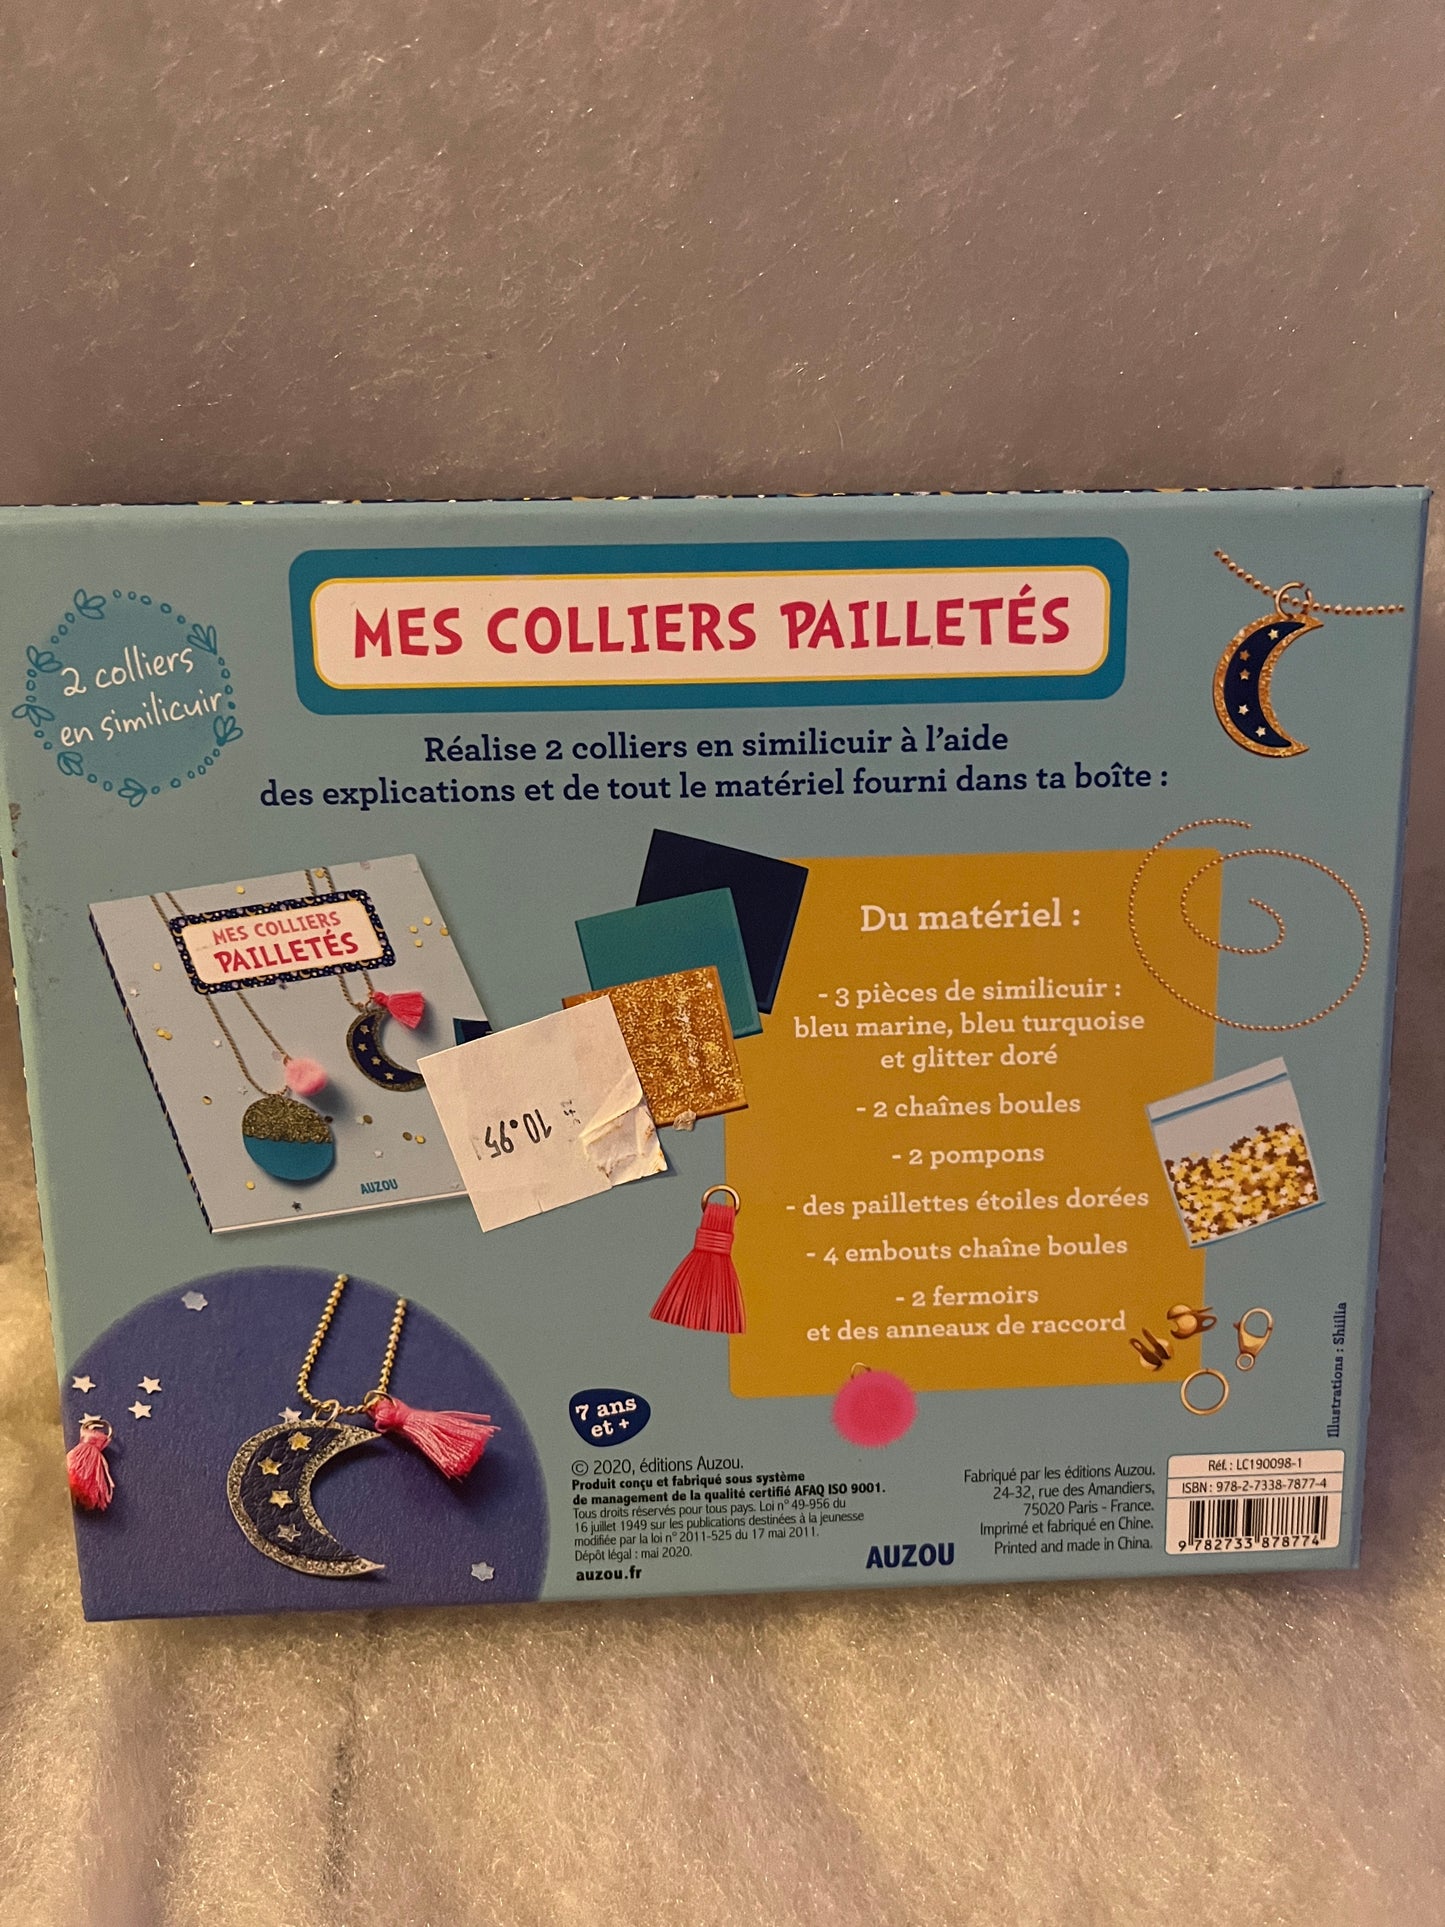 MES COLLIERS PAILLETÉS
2 colliers
en similicuir
Réalise 2 colliers en similicuir à l'aide
des explications et de tout le matériel fourni dans ta boîte :
MES COLLIERS
PAILLETÉS
AUZOU
10.95
Du matériel :
- 3 pièces de similicuir :
bleu marine, bleu turquoise
et glitter doré
- 2 chaînes boules
- 2 pompons
- des paillettes étoiles dorées
- 4 embouts chaîne boules
- 2 fermoirs
et des anneaux de raccord
Illustrations : Shiilia
7 ans
et +
© 2020, éditions Auzou.
Produit conçu et fabriqué sous système
de management de la qualité certifié AFAQ ISO 9001.
Tous droits réservés pour tous pays. Loi n° 49-956 du
16 juillet 1949 sur les publications destinées à la jeunesse
modifiée par la loi n° 2011-525 du 17 mai 2011.
Dépôt légal : mai 2020.
auzou.fr
AUZOU
Fabriqué par les éditions Auzou.
24-32, rue des Amandiers,
75020 Paris - France.
Imprimé et fabriqué en Chine.
Printed and made in China.
Réf. : LC190098-1
ISBN : 978-2-7338-7877-4
9 782733 878774